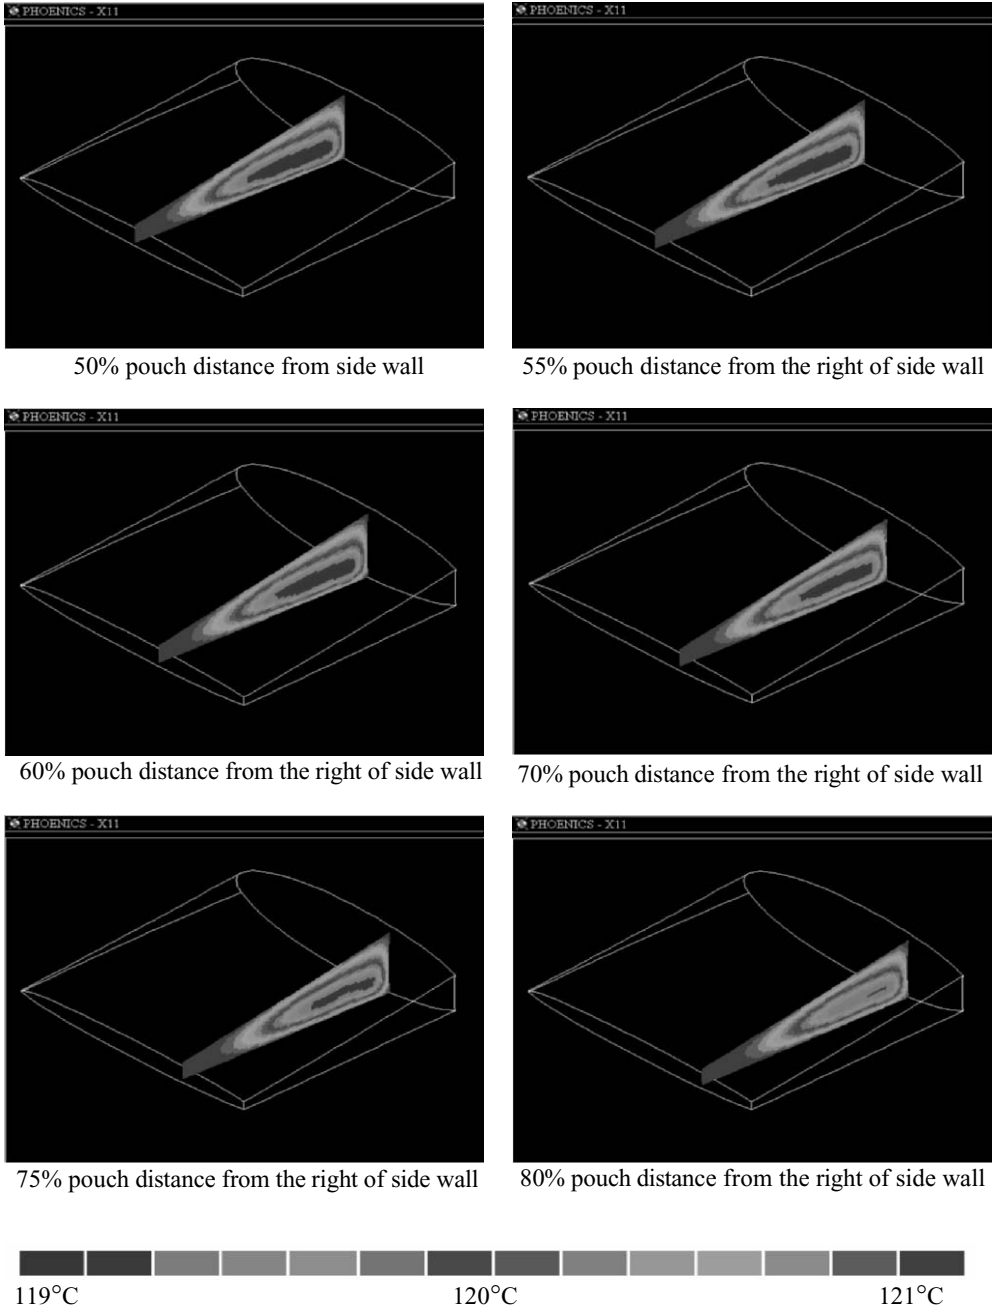 PHOENICS - X11
PHOENICS - X11
50% pouch distance from side wall
55% pouch distance from the right of side wall
PHOENICS - X11
PHOENICS - X11
60% pouch distance from the right of side wall
70% pouch distance from the right of side wall
PHOENICS - X11
PHOENICS - X11
75% pouch distance from the right of side wall
80% pouch distance from the right of side wall
119°C
120°C
121°C